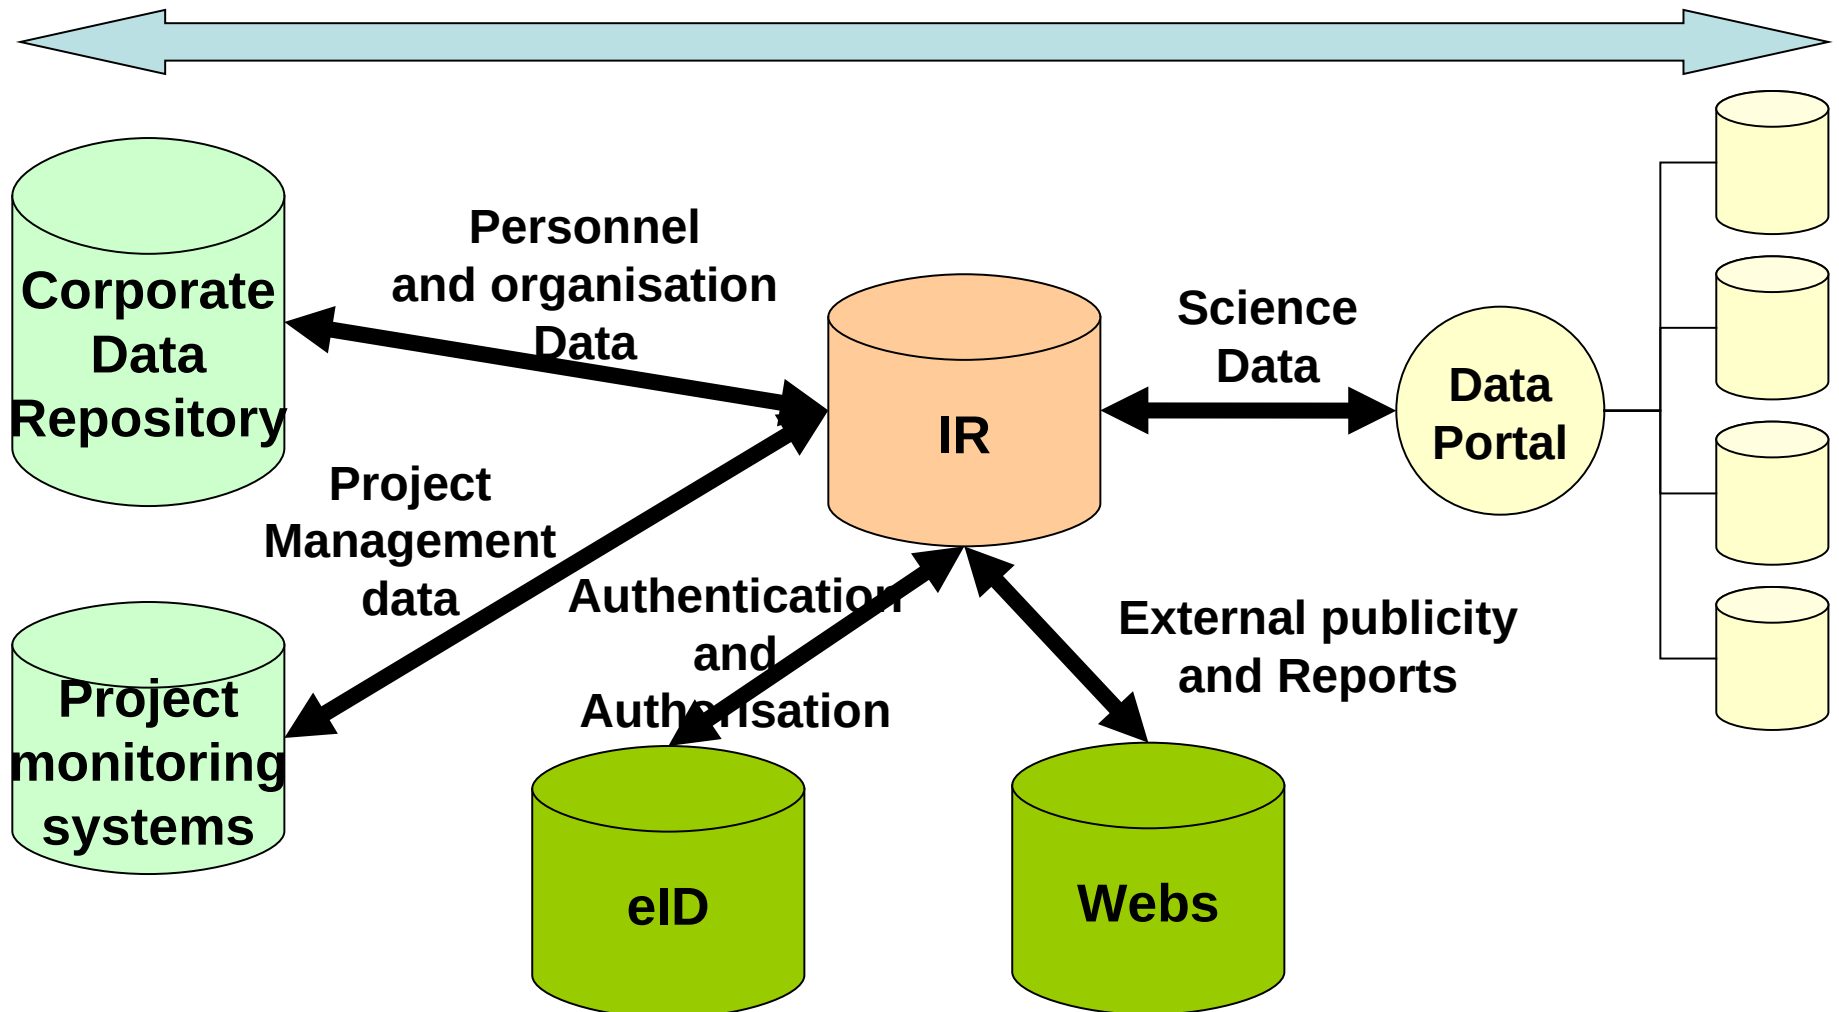 Corporate
Data
Repository
Personnel
and organisation
Data
IR
Science
Data
Data
Portal
Project
Management
data
Authentication
and
Authorisation
External publicity
and Reports
Project
monitoring
systems
eID
Webs